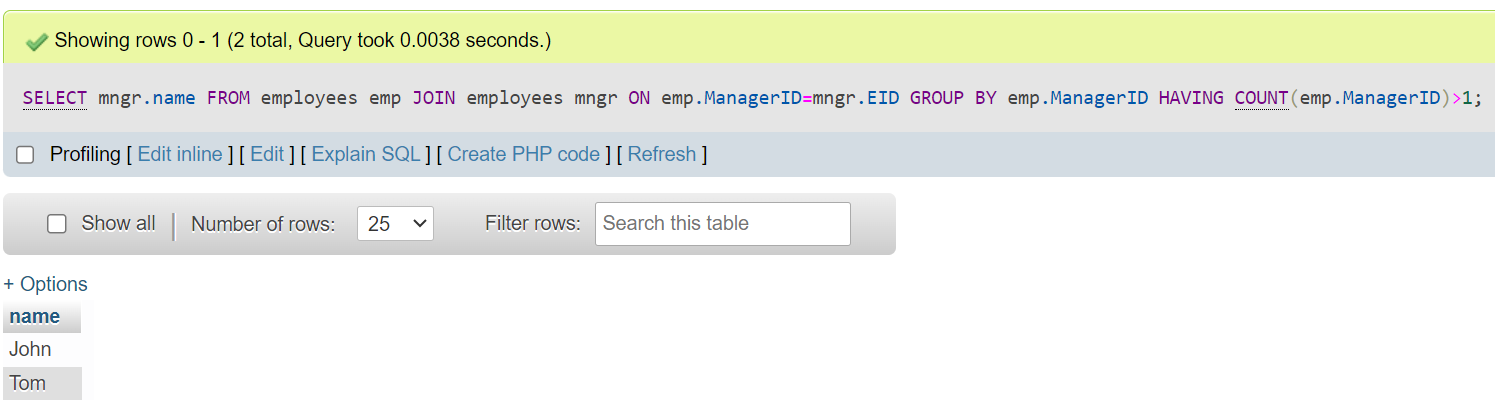 Showing rows 0 - 1 (2 total, Query took 0.0038 seconds.)
SELECT mngr.name FROM employees emp JOIN employees mngr ON emp.ManagerID=mngr.EID GROUP BY emp.ManagerID HAVING COUNT(emp.ManagerID)>1;
Profiling [ Edit inline ] [ Edit ] [ Explain SQL ] [ Create PHP code ] [ Refresh ]
Show all | Number of rows: 25 Filter rows: Search this table
+ Options
name
John
Tom